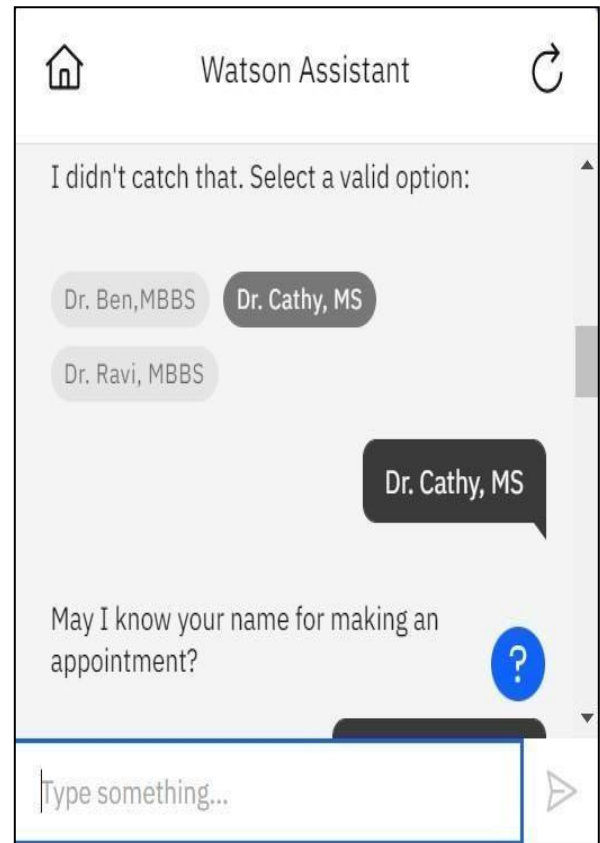 Watson Assistant
I didn't catch that. Select a valid option:
Dr. Ben,MBBS
Dr. Cathy, MS
Dr. Ravi, MBBS
Dr. Cathy, MS
May I know your name for making an
appointment?
?
Type something...